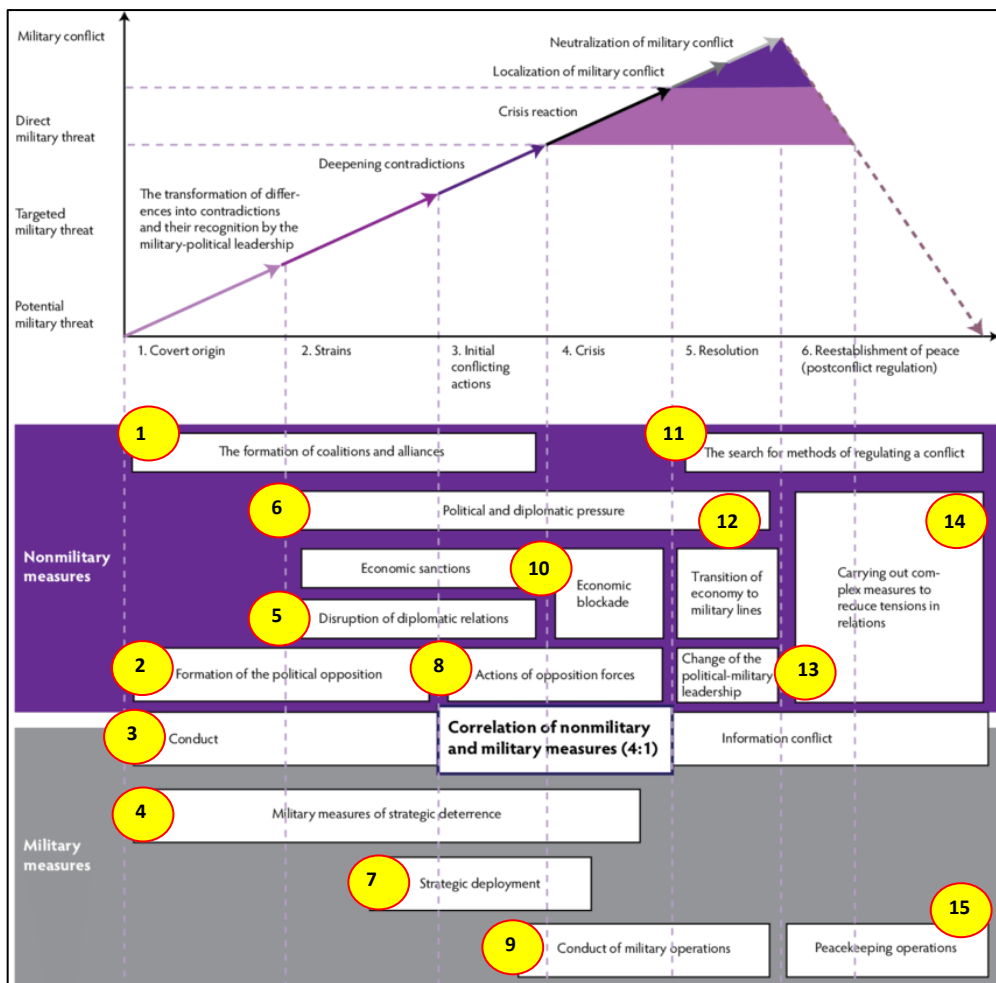 Military conflict
Neutralization of military conflict
Localization of military conflict
Crisis reaction
Direct
military threat
Deepening contradictions
The transformation of differ-
ences into contradictions
and their recognition by the
military-political leadership
Targeted
military threat
Potential
military threat
1. Covert origin
2. Strains
3. Initial
conflicting
actions
4. Crisis
5. Resolution
6. Reestablishment of peace
(postconflict regulation)
1
The formation of coalitions and alliances
11
The search for methods of regulating a conflict
6
Political and diplomatic pressure
12
14
Nonmilitary
measures
Economic sanctions
10
Economic
blockade
Transition of
economy to
military lines
Carrying out com-
plex measures to
reduce tensions in
relations
5
Disruption of diplomatic relations
2
Formation of the political opposition
8
Actions of opposition forces
Change of the
political-military
leadership
13
3
Conduct
Correlation of nonmilitary
and military measures (4:1)
Information conflict
4
Military measures of strategic deterrence
Military
measures
7
Strategic deployment
9
Conduct of military operations
15
Peacekeeping operations